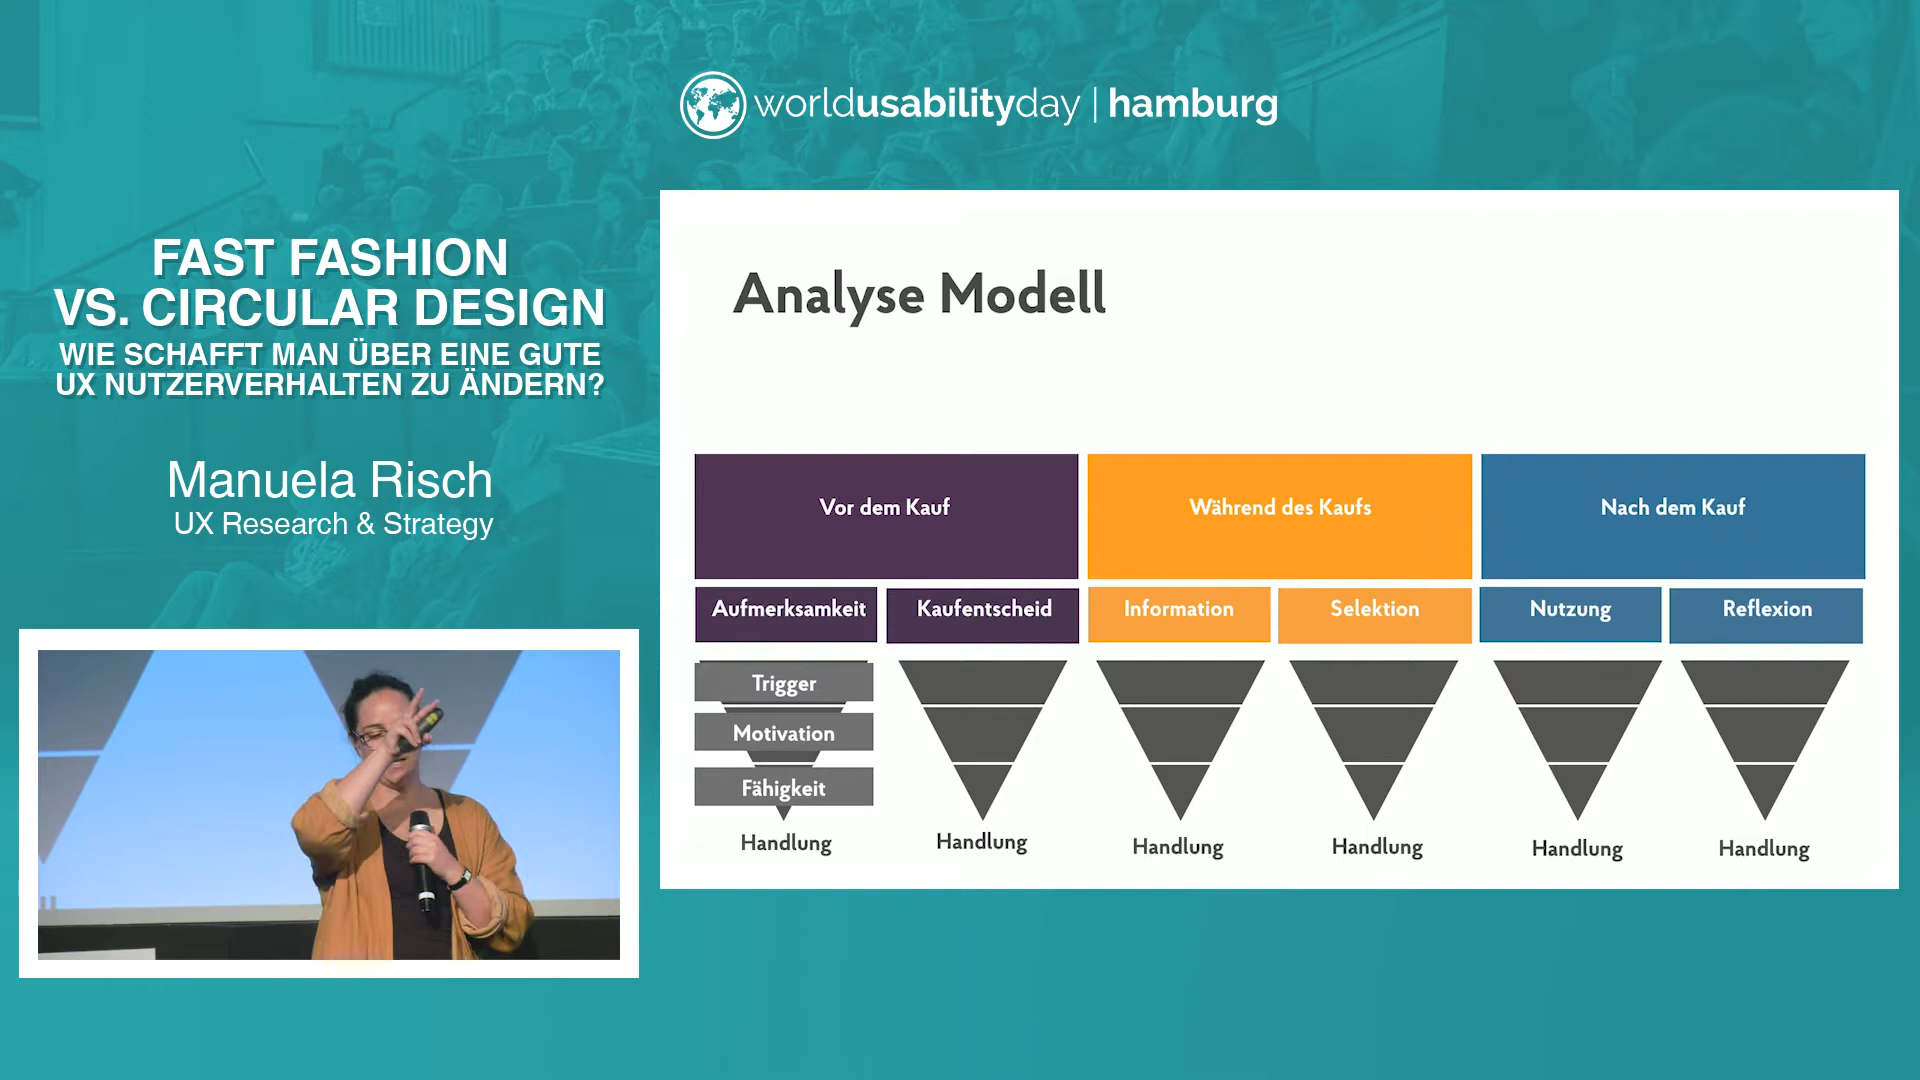 worldusabilityday | hamburg
FAST FASHION
VS. CIRCULAR DESIGN
WIE SCHAFFT MAN ÜBER EINE GUTE
UX NUTZERVERHALTEN ZU ÄNDERN?
Manuela Risch
UX Research & Strategy
Analyse Modell
Vor dem Kauf
Während des Kaufs
Nach dem Kauf
Aufmerksamkeit
Kaufentscheid
Information
Selektion
Nutzung
Reflexion
Trigger
Motivation
Fähigkeit
Handlung
Handlung
Handlung
Handlung
Handlung
Handlung